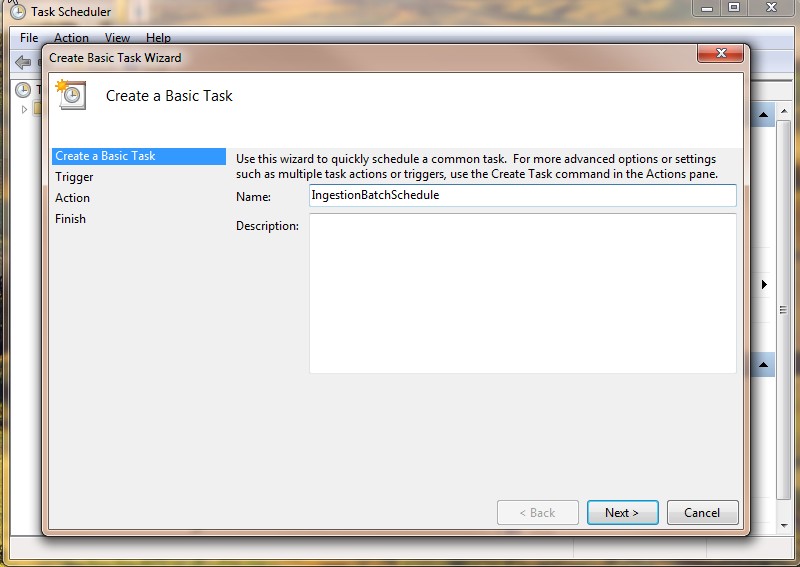 Task Scheduler
File Action View Help
Create Basic Task Wizard
Create a Basic Task
Create a Basic Task
Trigger
Action
Finish
Use this wizard to quickly schedule a common task. For more advanced options or settings
such as multiple task actions or triggers, use the Create Task command in the Actions pane.
Name: IngestionBatchSchedule
Description:
< Back Next > Cancel